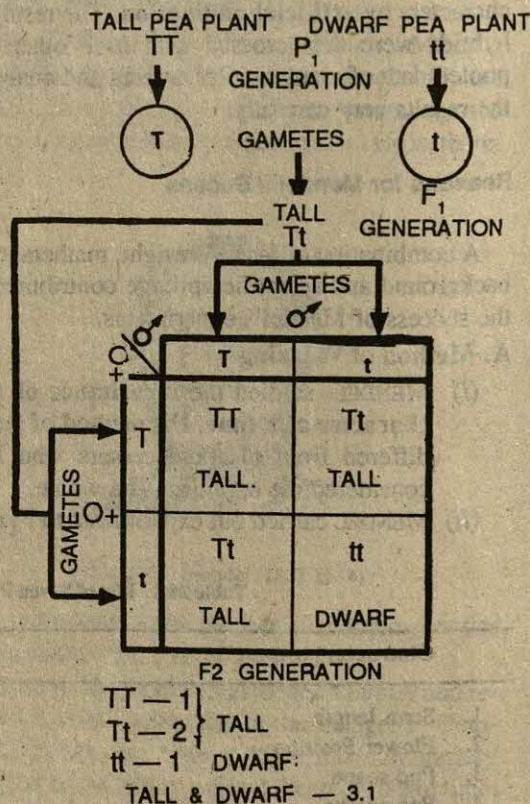 TALL PEA PLANT DWARF PEA PLANT
TT P1 tt
GENERATION
T GAMETES t
F1
TALL GENERATION
Tt
GAMETES
♂
♀ ♂ T t
T TT Tt
TALL. TALL
GAMETES ♀
t Tt tt
TALL DWARF
F2 GENERATION
TT — 1
Tt — 2 } TALL
tt — 1 DWARF:
TALL & DWARF — 3.1